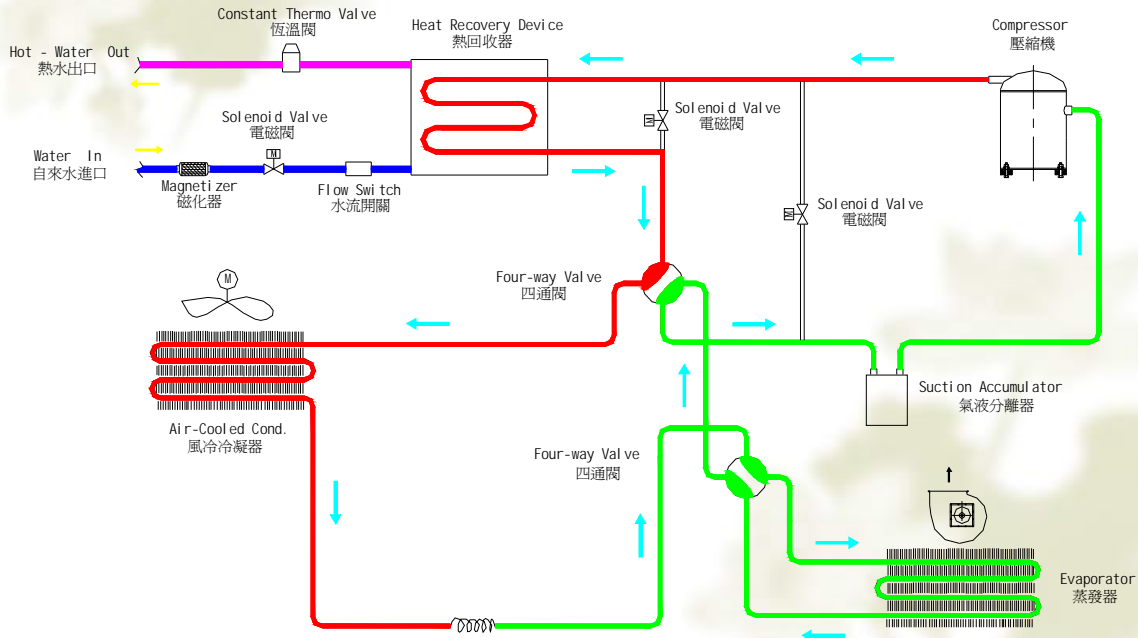 Constant Thermo Valve
恆溫閥
Heat Recovery Device
熱回收器
Compressor
壓縮機
Hot - Water Out
熱水出口
Solenoid Valve
電磁閥
M
Solenoid Valve
電磁閥
M
Water In
自來水進口
Magnetizer
磁化器
Flow Switch
水流開關
Solenoid Valve
電磁閥
M
Four-way Valve
四通閥
M
Suction Accumulator
氣液分離器
Air-Cooled Cond.
風冷冷凝器
Four-way Valve
四通閥
Evaporator
蒸發器